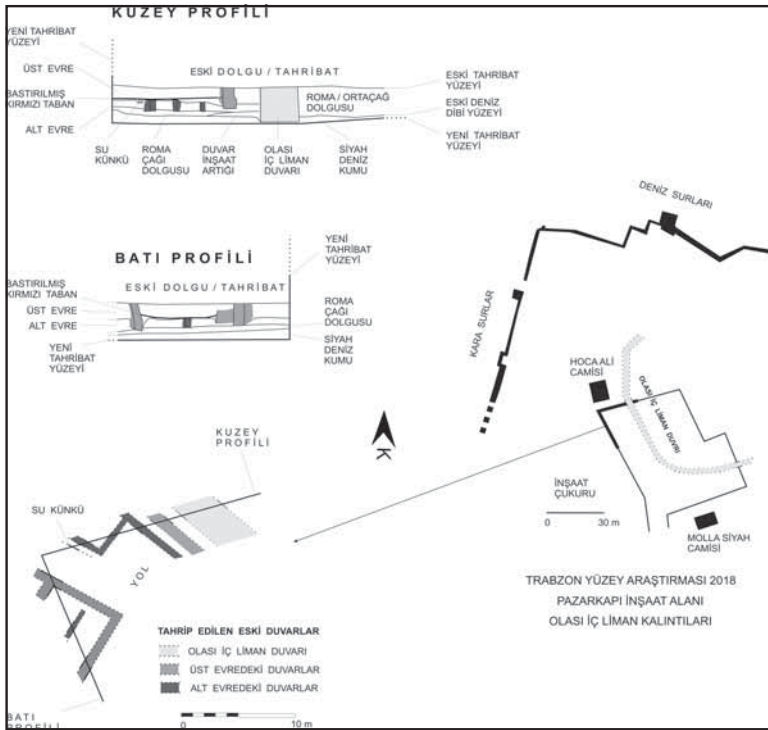 KUZEY PROFİLİ
YENİ TAHRİBAT
YÜZEYİ
ÜST EVRE
BASTIRILMIŞ
KIRMIZI TABAN
ALT EVRE
ESKİ DOLGU / TAHRİBAT
ROMA / ORTAÇAĞ
DOLGUSU
ESKİ TAHRİBAT
YÜZEYİ
ESKİ DENİZ
DİBİ YÜZEYİ
YENİ TAHRİBAT
YÜZEYİ
SU
KÜNKÜ
ROMA
ÇAĞI
DOLGUSU
DUVAR
İNŞAAT
ARTIĞI
OLASI
İÇ LİMAN
DUVARI
SİYAH
DENİZ
KUMU
BATI PROFİLİ
YENİ
TAHRİBAT
YÜZEYİ
ESKİ DOLGU / TAHRİBAT
BASTIRILMIŞ
KIRMIZI TABAN
ÜST EVRE
ALT EVRE
YENİ
TAHRİBAT
YÜZEYİ
ROMA
ÇAĞI
DOLGUSU
SİYAH
DENİZ
KUMU
DENİZ SURLARI
KARA SURLAR
HOCA ALİ
CAMİSİ
OLASI İÇ LİMAN DUVRI
İNŞAAT
ÇUKURU
0 30 m
MOLLA SİYAH
CAMİSİ
K
KUZEY
PROFİLİ
SU KÜNKÜ
YOL
BATI
PROFİLİ
TAHRİP EDİLEN ESKİ DUVARLAR
OLASI İÇ LİMAN DUVARI
ÜST EVREDEKİ DUVARLAR
ALT EVREDEKİ DUVARLAR
0 10 m
TRABZON YÜZEY ARAŞTIRMASI 2018
PAZARKAPI İNŞAAT ALANI
OLASI İÇ LİMAN KALINTILARI